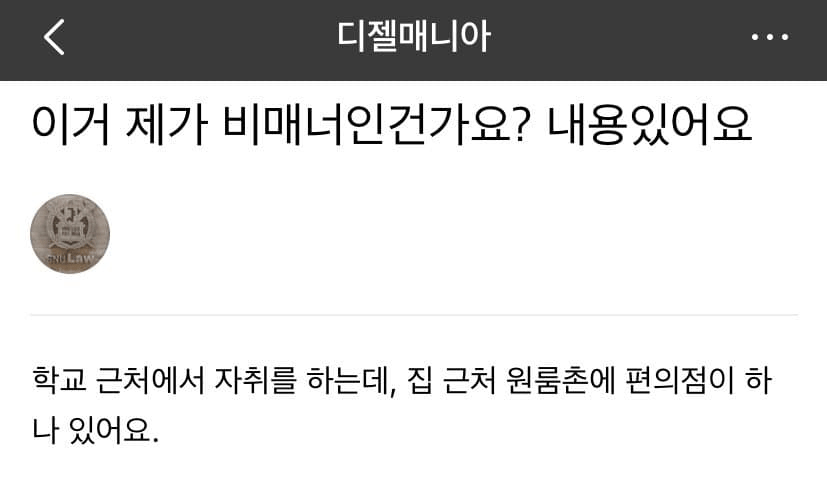 디젤매니아
이거 제가 비매너인건가요? 내용있어요
SNU Law
학교 근처에서 자취를 하는데, 집 근처 원룸촌에 편의점이 하
나 있어요.